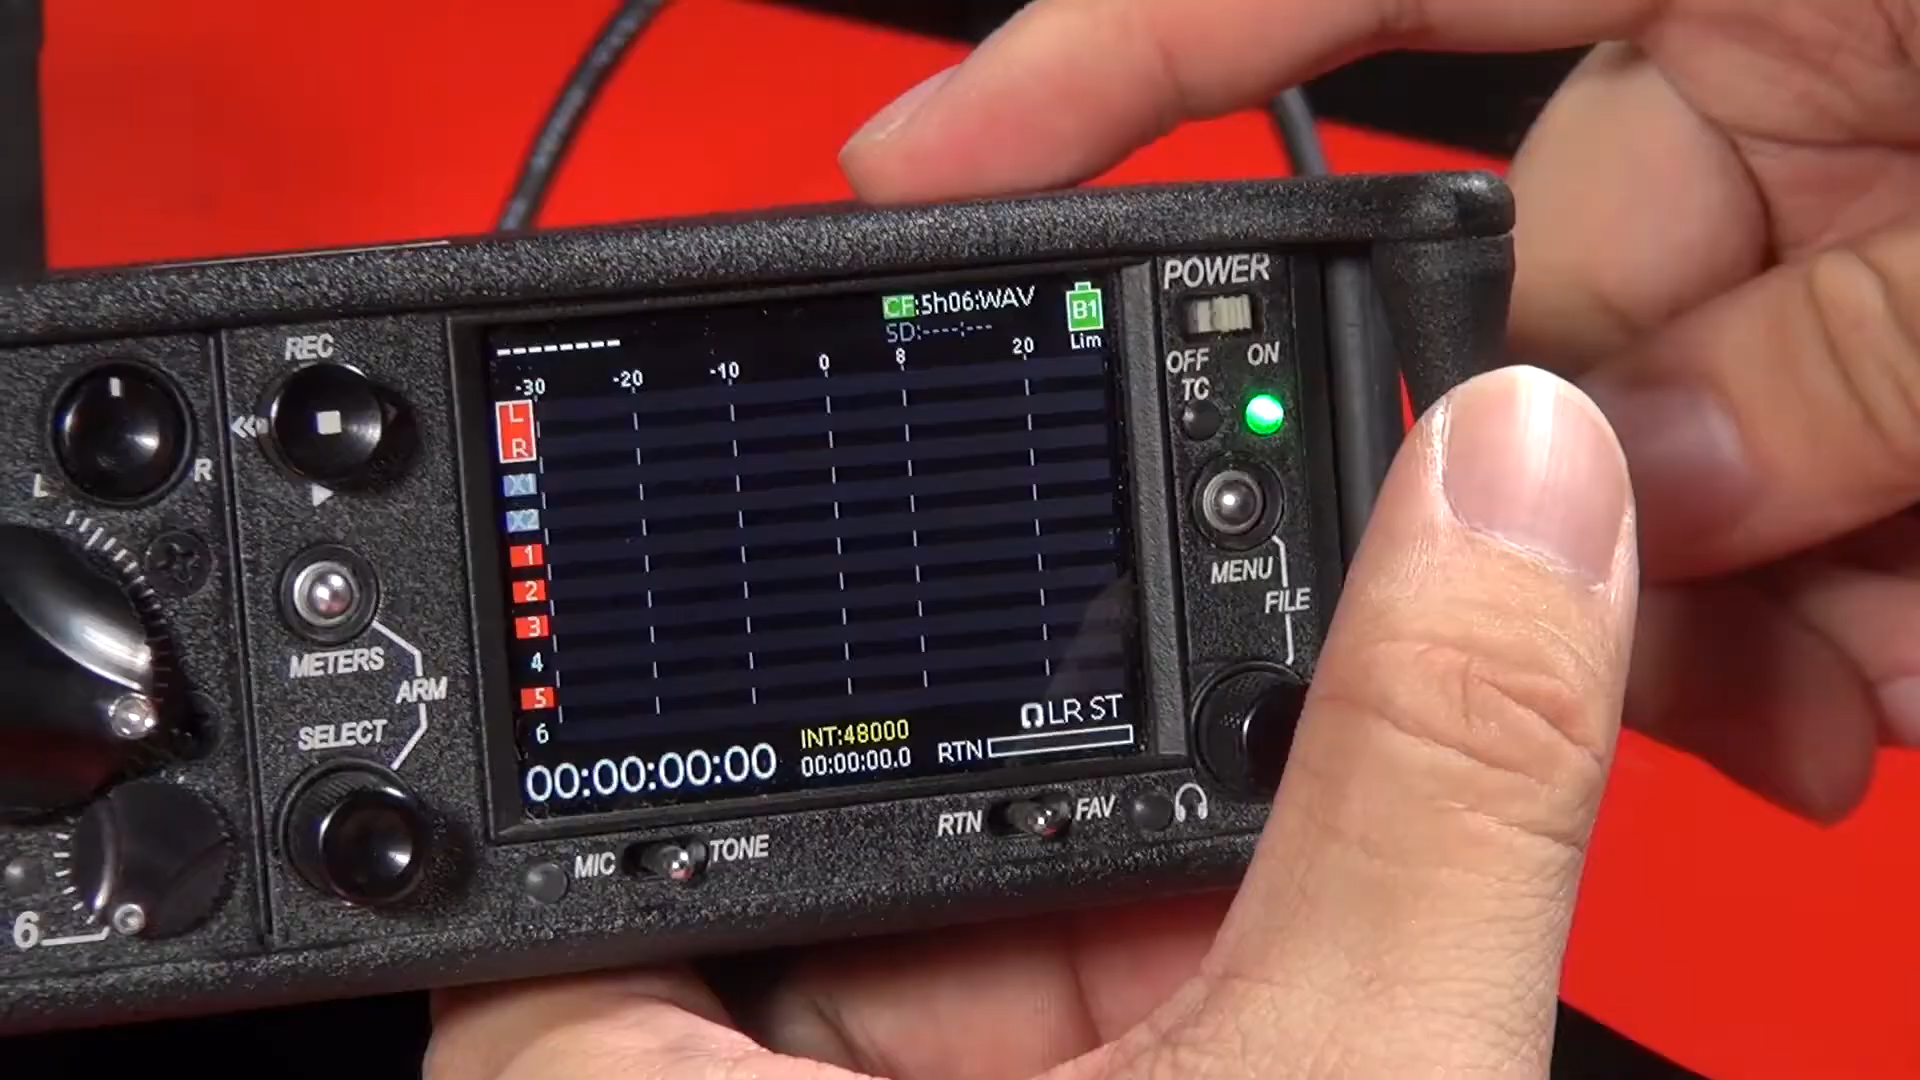 REC
L
R
METERS
ARM
SELECT
6
CF:5h06:WAV
SD:----:---
B1
Lim
--------
-30 -20 -10 0 8 20
L
R
X1
X2
1
2
3
4
5
6
00:00:00:00
INT:48000
00:00:00.0
LR ST
RTN
MIC
TONE
RTN
FAV
POWER
OFF
ON
TC
MENU
FILE